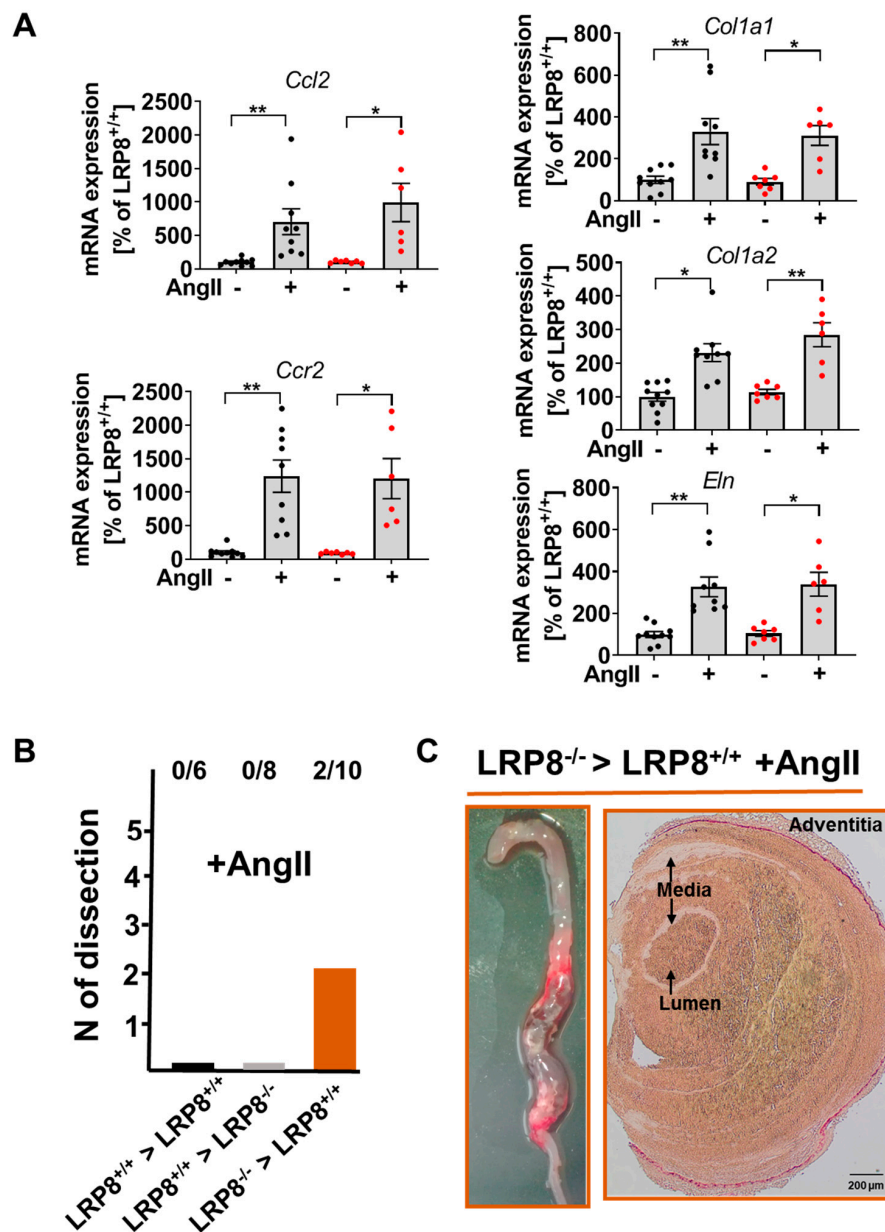 A
Ccl2
mRNA expression
[% of LRP8+/+]
2500
2000
1500
1000
500
0
**
*
AngII - + - +
Ccr2
mRNA expression
[% of LRP8+/+]
2500
2000
1500
1000
500
0
**
*
AngII - + - +
Col1a1
mRNA expression
[% of LRP8+/+]
800
600
400
200
0
**
*
AngII - + - +
Col1a2
mRNA expression
[% of LRP8+/+]
500
400
300
200
100
0
*
**
AngII - + - +
Eln
mRNA expression
[% of LRP8+/+]
800
600
400
200
0
**
*
AngII - + - +
B
0/6 0/8 2/10
+AngII
N of dissection
5
4
3
2
1
LRP8+/+ > LRP8+/+
LRP8+/+ > LRP8-/-
LRP8-/- > LRP8+/+
C
LRP8-/- > LRP8+/+ +AngII
Adventitia
Media
Lumen
200 µm